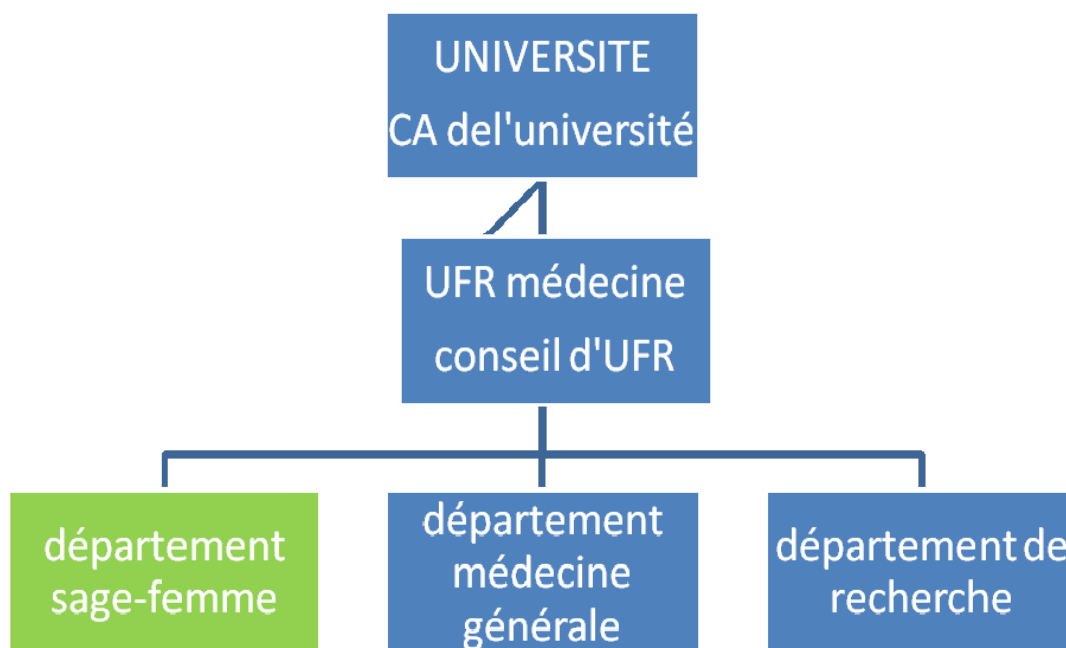 UNIVERSITE
CA del'université
UFR médecine
conseil d'UFR
département
sage-femme
département
médecine
générale
département de
recherche